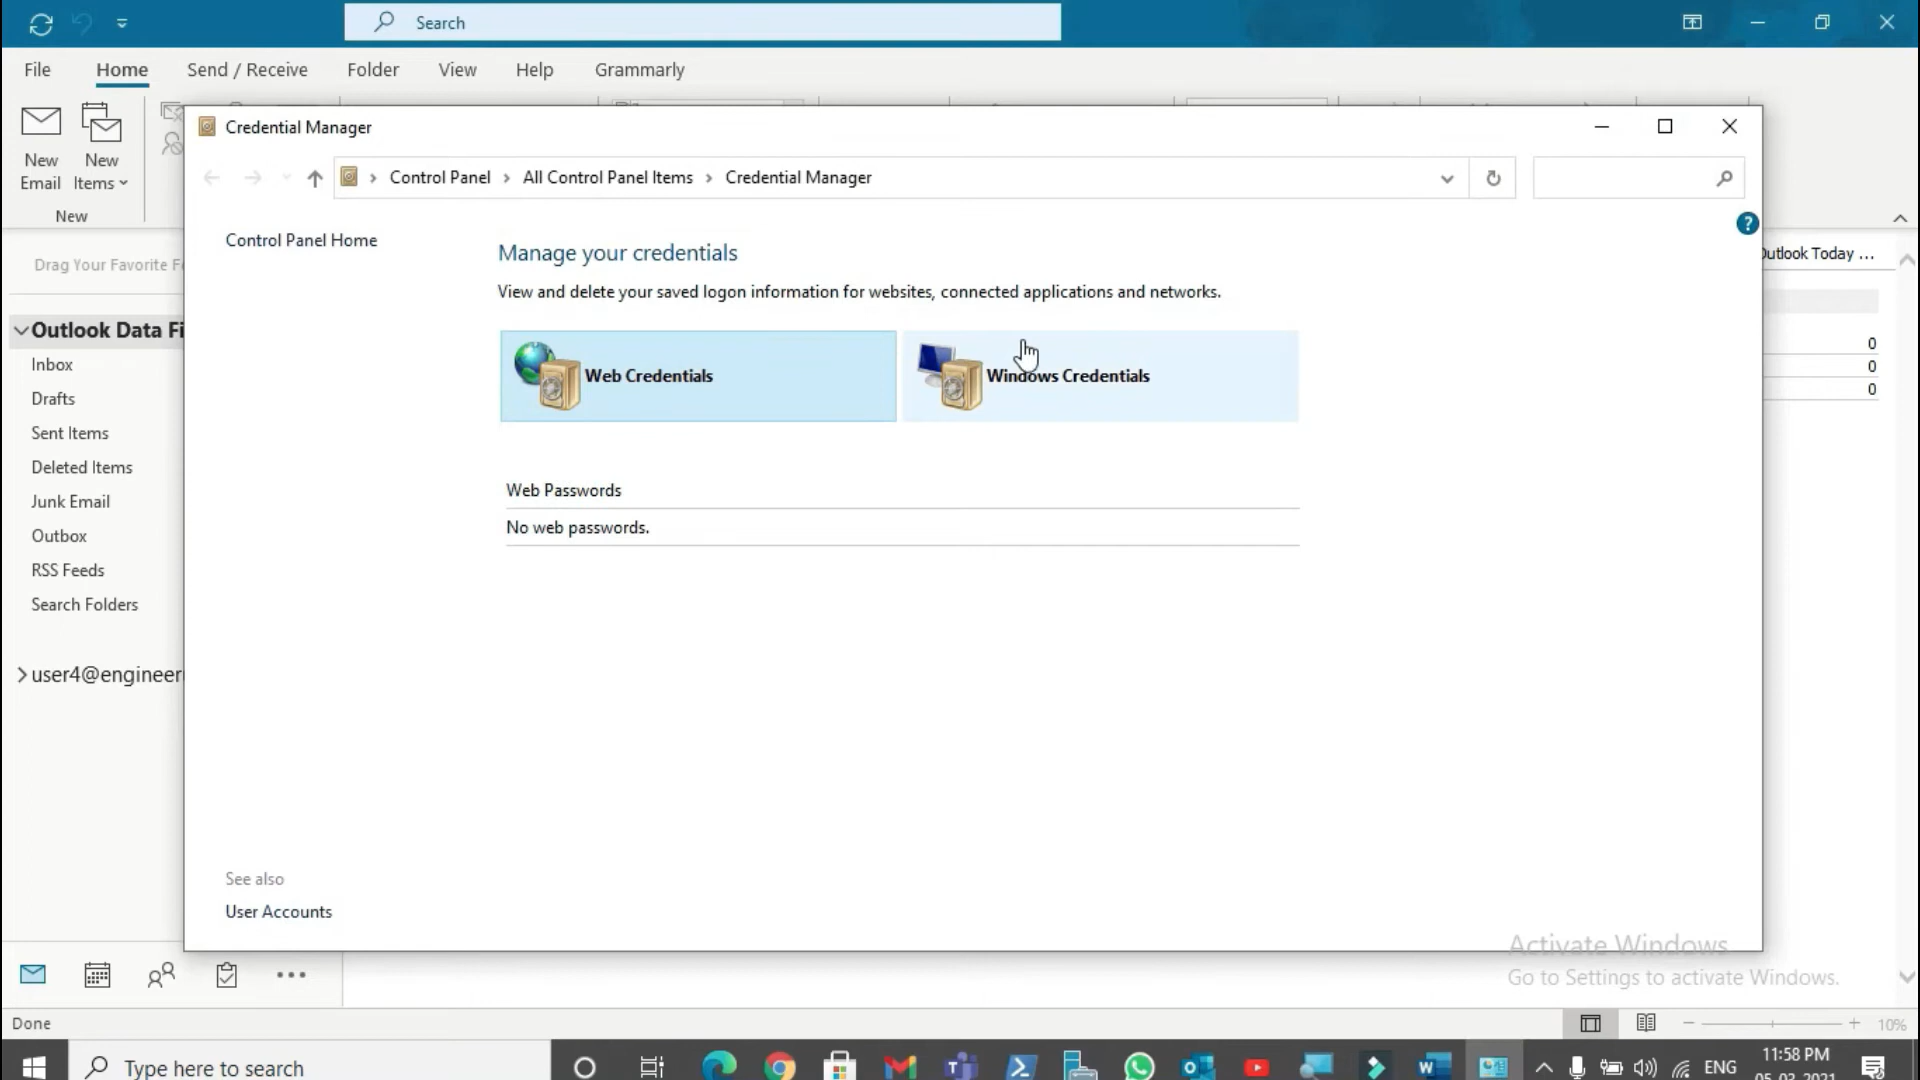 Search
File Home Send / Receive Folder View Help Grammarly
New Email
New Items
New
Credential Manager
Control Panel > All Control Panel Items > Credential Manager
Control Panel Home
?
Manage your credentials
View and delete your saved logon information for websites, connected applications and networks.
Web Credentials
Windows Credentials
Web Passwords
No web passwords.
See also
User Accounts
Drag Your Favorite F
Outlook Data Fi
Inbox
Drafts
Sent Items
Deleted Items
Junk Email
Outbox
RSS Feeds
Search Folders
user4@engineer
Outlook Today ...
0
0
0
Activate Windows
Go to Settings to activate Windows.
Done
10%
Type here to search
ENG
11:58 PM